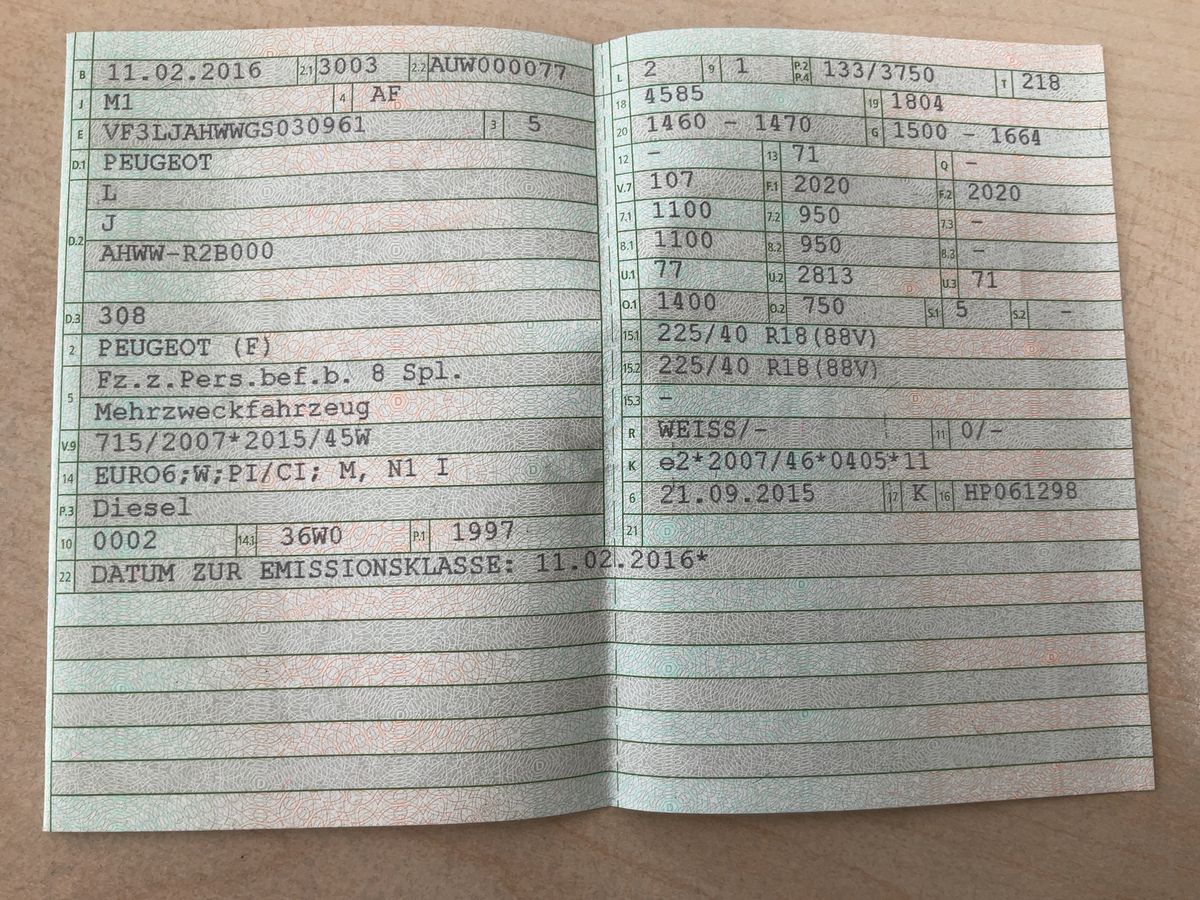 B 11.02.2016 2.1 3003 2.2 AUW000077
J M1 4 AF
E VF3LJAHWWGS030961 3 5
D.1 PEUGEOT
D.2 L
J
AHWW-R2B000
D.3 308
2 PEUGEOT (F)
5 Fz.z.Pers.bef.b. 8 Spl.
Mehrzweckfahrzeug
V.9 715/2007*2015/45W
14 EURO6;W;PI/CI; M, N1 I
P.3 Diesel
10 0002 14.1 36W0 P.1 1997
22 DATUM ZUR EMISSIONSKLASSE: 11.02.2016*
L 2 9 1 P.2 P.4 133/3750 T 218
18 4585 19 1804
20 1460 - 1470 G 1500 - 1664
12 - 13 71 Q -
V.7 107 F.1 2020 F.2 2020
7.1 1100 7.2 950 7.3 -
8.1 1100 8.2 950 8.3 -
U.1 77 U.2 2813 U.3 71
O.1 1400 O.2 750 S.1 5 S.2 -
15.1 225/40 R18(88V)
15.2 225/40 R18(88V)
15.3 -
R WEISS/- 11 0/-
K e2*2007/46*0405*11
6 21.09.2015 17 K 16 HP061298
21